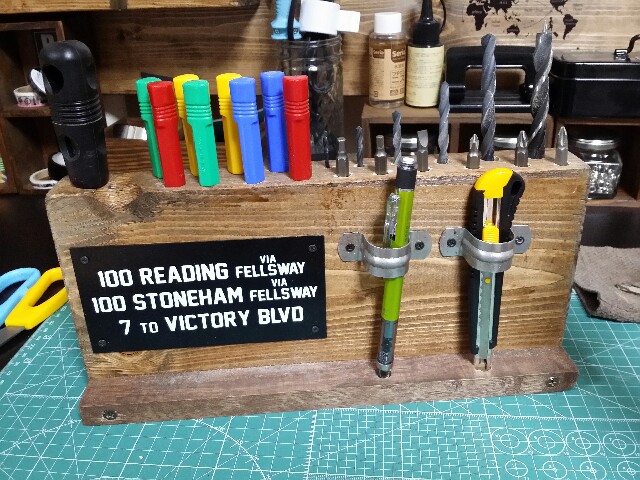 100 READING VIA FELLSWAY
100 STONEHAM VIA FELLSWAY
7 TO VICTORY BLVD